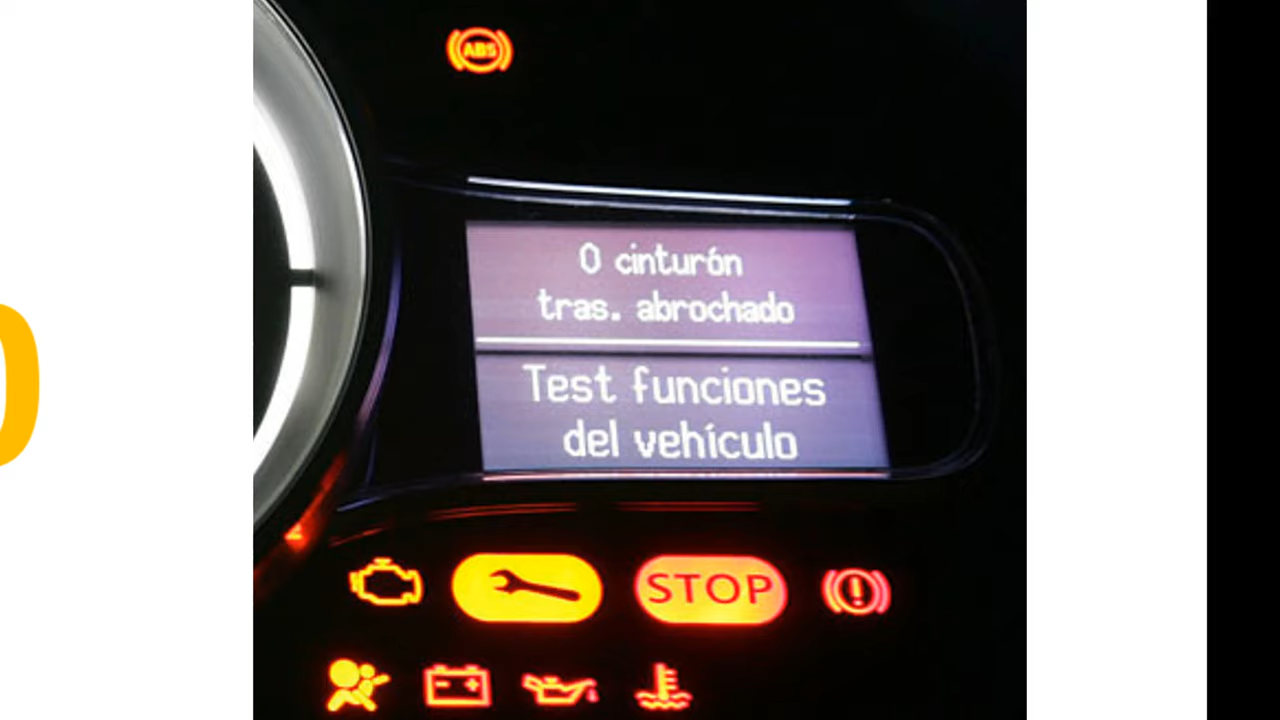 ABS
0 cinturón
tras. abrochado
Test funciones
del vehículo
STOP